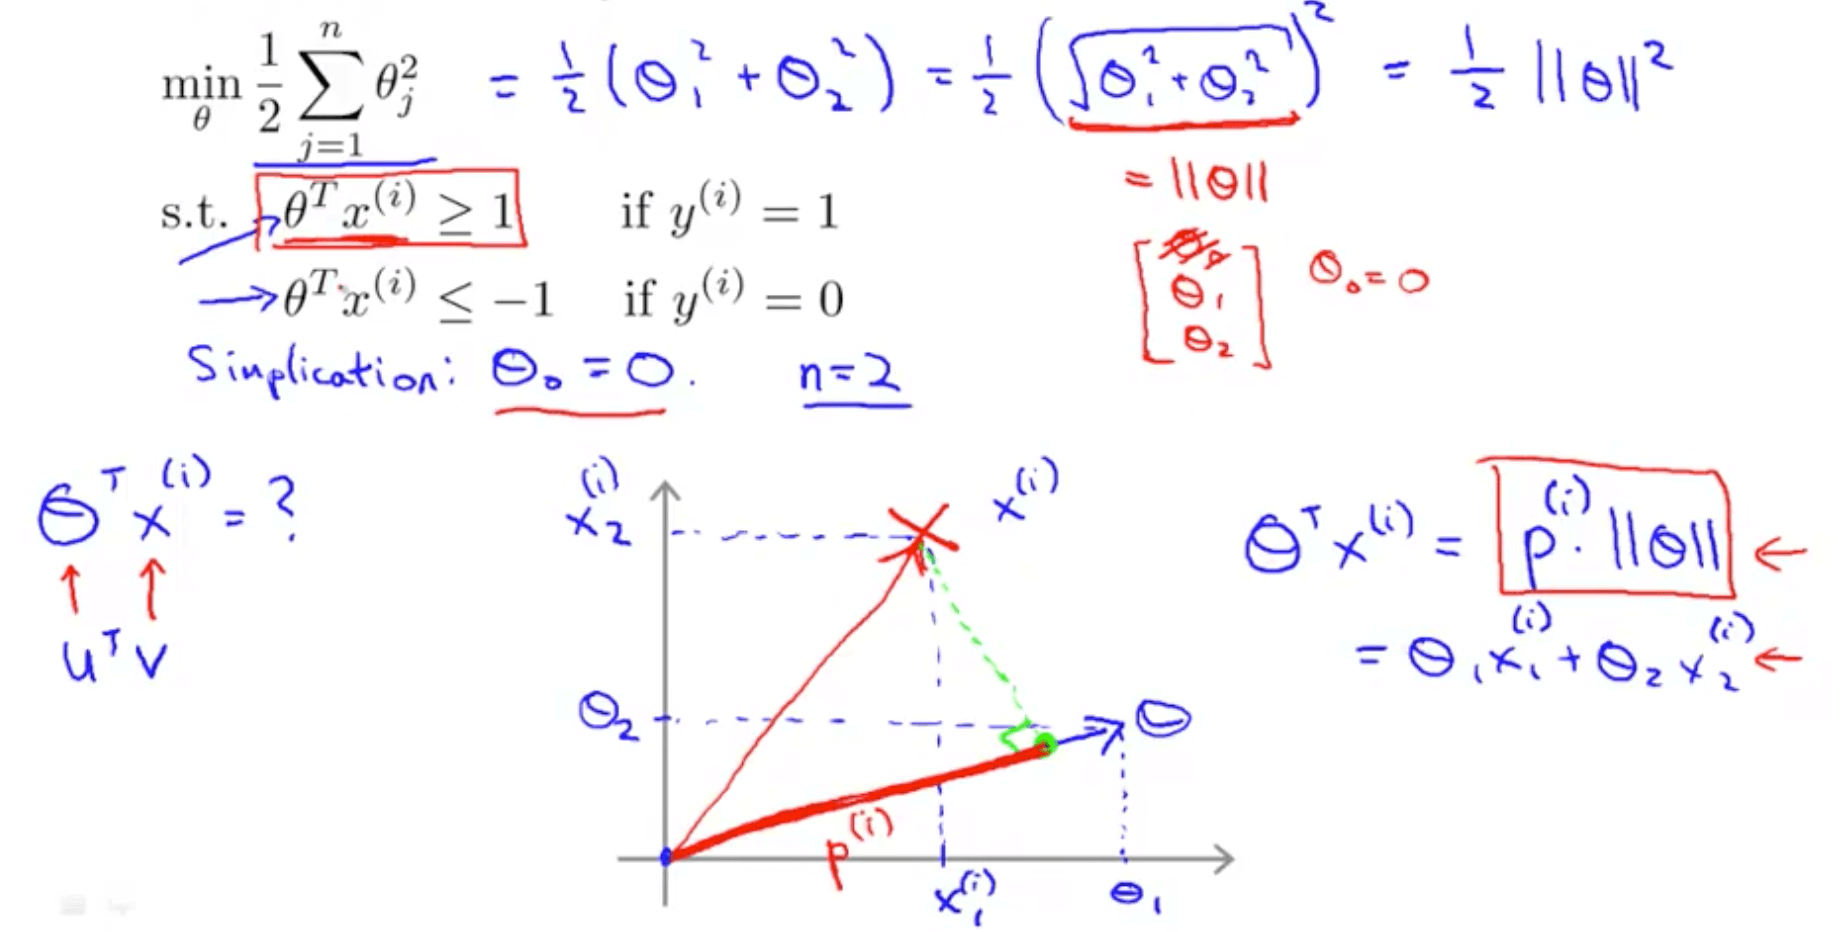 min_θ 1/2 ∑_{j=1}^{n} θ_j^2 = 1/2 (Θ_1^2 + Θ_2^2) = 1/2 (√(Θ_1^2 + Θ_2^2))^2 = 1/2 ||Θ||^2
= ||Θ||
s.t. θ^T x^(i) ≥ 1 if y^(i) = 1
θ^T x^(i) ≤ −1 if y^(i) = 0
[Θ_0 Θ_1 Θ_2] Θ_0 = 0
Simplication: Θ_0 = 0. n=2
Θ^T x^(i) = ?
u^T v
x_2^(i)
x^(i)
Θ_2
Θ
p^(i)
x_1^(i)
Θ_1
Θ^T x^(i) = p^(i) · ||Θ|| ←
= Θ_1 x_1^(i) + Θ_2 x_2^(i) ←